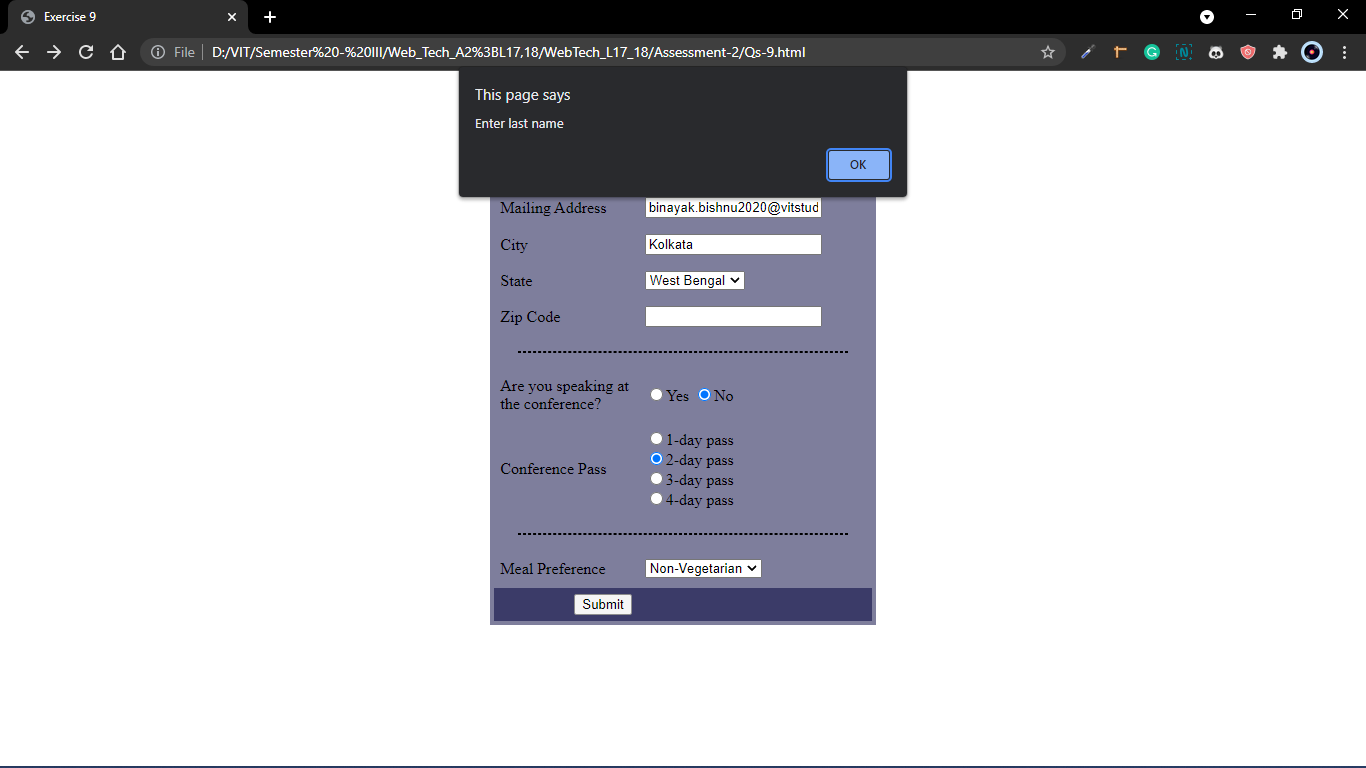 Exercise 9
File D:/VIT/Semester%20-%20III/Web_Tech_A2%3BL17,18/WebTech_L17_18/Assessment-2/Qs-9.html
This page says
Enter last name
OK
Mailing Address binayak.bishnu2020@vitstud
City Kolkata
State West Bengal
Zip Code
Are you speaking at
the conference? Yes No
1-day pass
2-day pass
Conference Pass
3-day pass
4-day pass
Meal Preference Non-Vegetarian
Submit